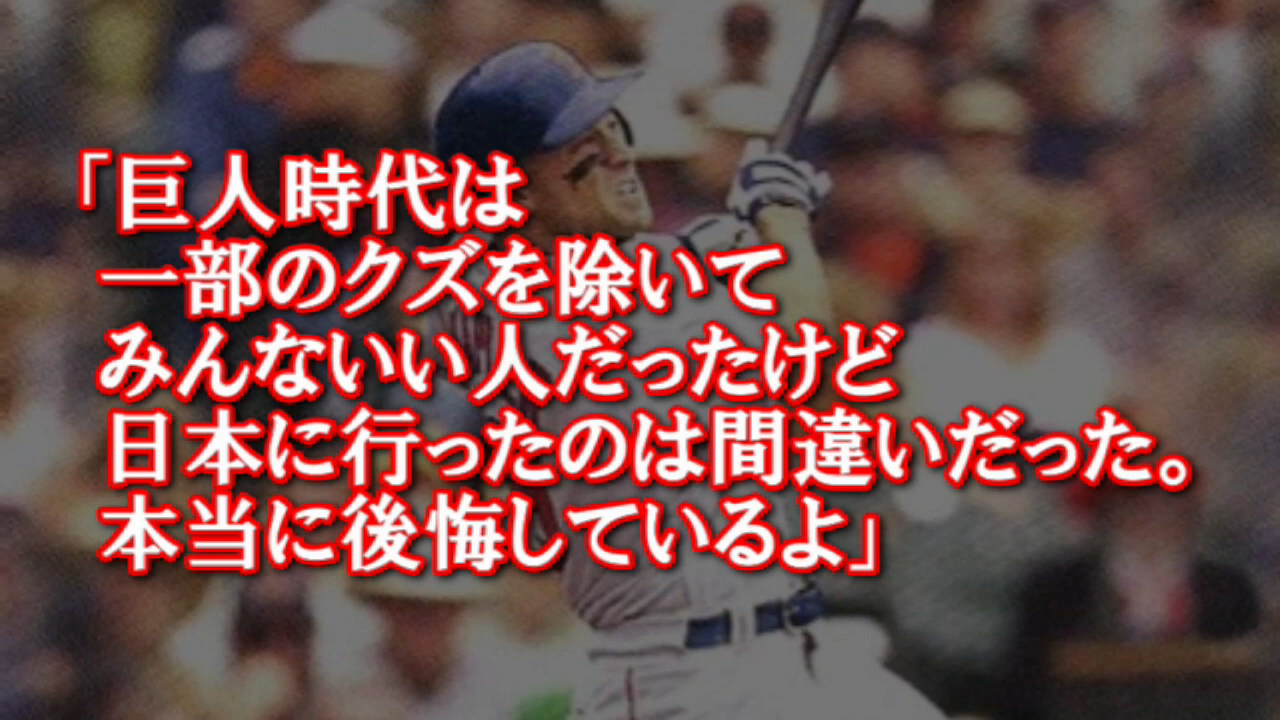 「巨人時代は
一部のクズを除いて
みんないい人だったけど
日本に行ったのは間違いだった。
本当に後悔しているよ」